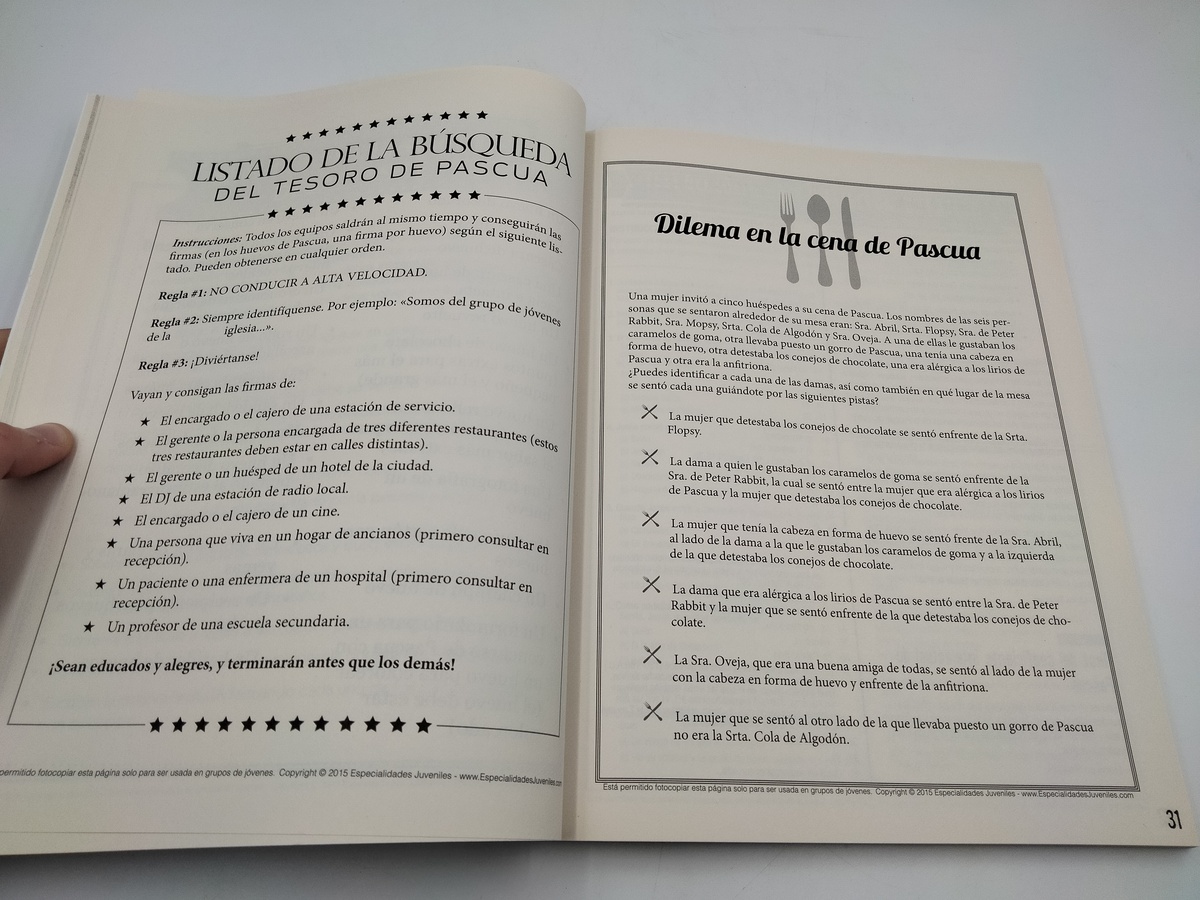 LISTADO DE LA BÚSQUEDA
DEL TESORO DE PASCUA
Instrucciones: Todos los equipos saldrán al mismo tiempo y conseguirán las
firmas (en los huevos de Pascua, una firma por huevo) según el siguiente lis-
tado. Pueden obtenerse en cualquier orden.
Regla #1: NO CONDUCIR A ALTA VELOCIDAD.
Regla #2: Siempre identifíquense. Por ejemplo: «Somos del grupo de jóvenes
de la iglesia...».
Regla #3: ¡Diviértanse!
Vayan y consigan las firmas de:
★ El encargado o el cajero de una estación de servicio.
★ El gerente o la persona encargada de tres diferentes restaurantes (estos
tres restaurantes deben estar en calles distintas).
★ El gerente o un huésped de un hotel de la ciudad.
★ El DJ de una estación de radio local.
★ El encargado o el cajero de un cine.
★ Una persona que viva en un hogar de ancianos (primero consultar en
recepción).
★ Un paciente o una enfermera de un hospital (primero consultar en
recepción).
★ Un profesor de una escuela secundaria.
¡Sean educados y alegres, y terminarán antes que los demás!
permitido fotocopiar esta página solo para ser usada en grupos de jóvenes. Copyright © 2015 Especialidades Juveniles - www.EspecialidadesJuveniles.com
Dilema en la cena de Pascua
Una mujer invitó a cinco huéspedes a su cena de Pascua. Los nombres de las seis per-
sonas que se sentaron alrededor de su mesa eran: Sra. Abril, Srta. Flopsy, Sra. de Peter
Rabbit, Sra. Mopsy, Srta. Cola de Algodón y Sra. Oveja. A una de ellas le gustaban los
caramelos de goma, otra llevaba puesto un gorro de Pascua, una tenía una cabeza en
forma de huevo, otra detestaba los conejos de chocolate, una era alérgica a los lirios de
Pascua y otra era la anfitriona.
¿Puedes identificar a cada una de las damas, así como también en qué lugar de la mesa
se sentó cada una guiándote por las siguientes pistas?
La mujer que detestaba los conejos de chocolate se sentó enfrente de la Srta.
Flopsy.
La dama a quien le gustaban los caramelos de goma se sentó enfrente de la
Sra. de Peter Rabbit, la cual se sentó entre la mujer que era alérgica a los lirios
de Pascua y la mujer que detestaba los conejos de chocolate.
La mujer que tenía la cabeza en forma de huevo se sentó frente de la Sra. Abril,
al lado de la dama a la que le gustaban los caramelos de goma y a la izquierda
de la que detestaba los conejos de chocolate.
La dama que era alérgica a los lirios de Pascua se sentó entre la Sra. de Peter
Rabbit y la mujer que se sentó enfrente de la que detestaba los conejos de cho-
colate.
La Sra. Oveja, que era una buena amiga de todas, se sentó al lado de la mujer
con la cabeza en forma de huevo y enfrente de la anfitriona.
La mujer que se sentó al otro lado de la que llevaba puesto un gorro de Pascua
no era la Srta. Cola de Algodón.
Está permitido fotocopiar esta página solo para ser usada en grupos de jóvenes. Copyright © 2015 Especialidades Juveniles - www.EspecialidadesJuveniles.com
31